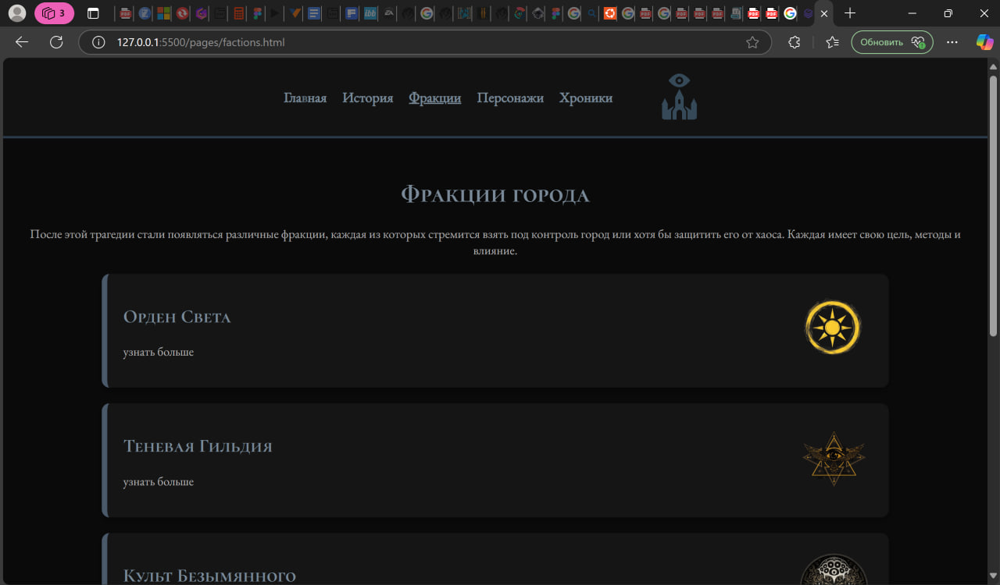 3
Обновить
127.0.0.1:5500/pages/factions.html
Главная История Фракции Персонажи Хроники
Фракции города
После этой трагедии стали появляться различные фракции, каждая из которых стремится взять под контроль город или хотя бы защитить его от хаоса. Каждая имеет свою цель, методы и
влияние.
Орден Света
узнать больше
Теневая Гильдия
узнать больше
Культ Безымянного